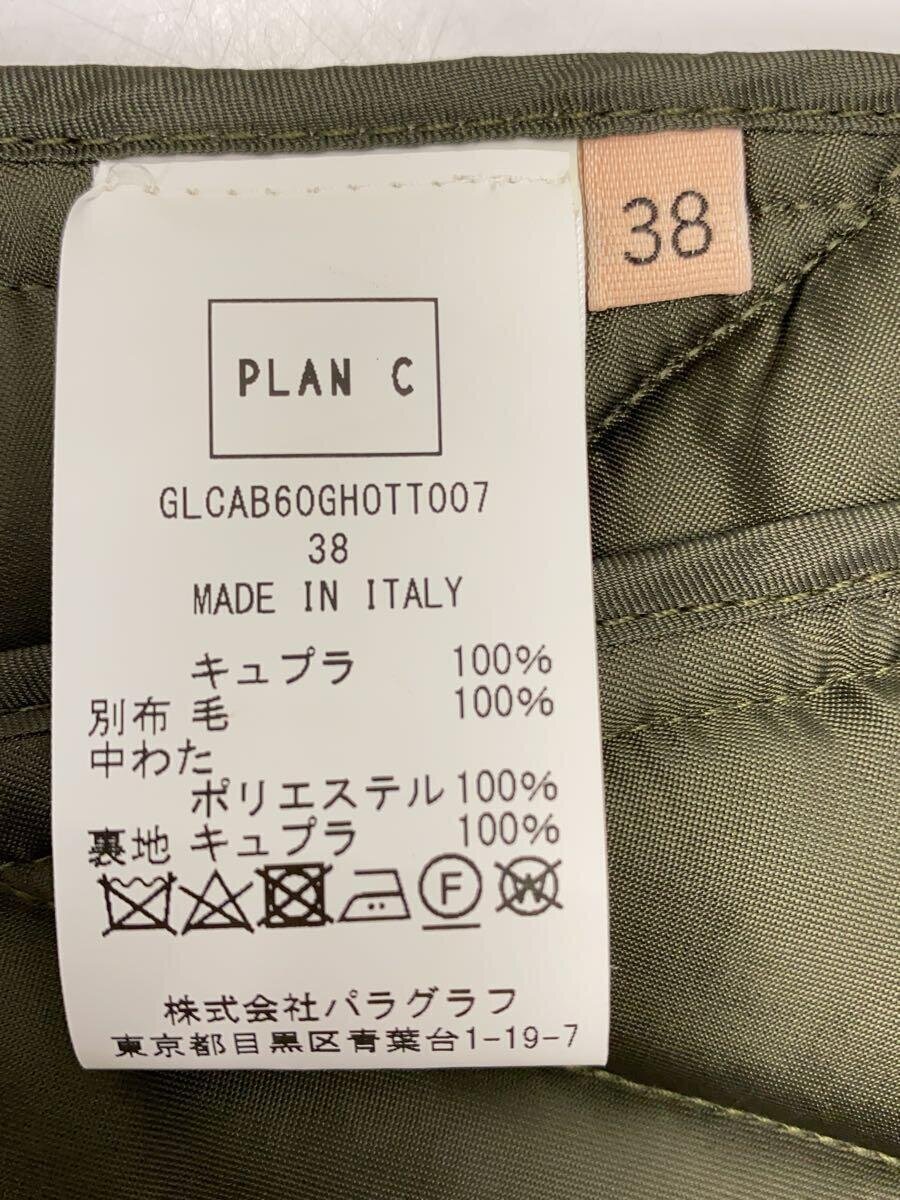 38
PLAN C
GLCAB60GH0TT007
38
MADE IN ITALY
キュプラ 100%
別布 毛 100%
中わた
ポリエステル 100%
裏地 キュプラ 100%
F W
株式会社パラグラフ
東京都目黒区青葉台1-19-7